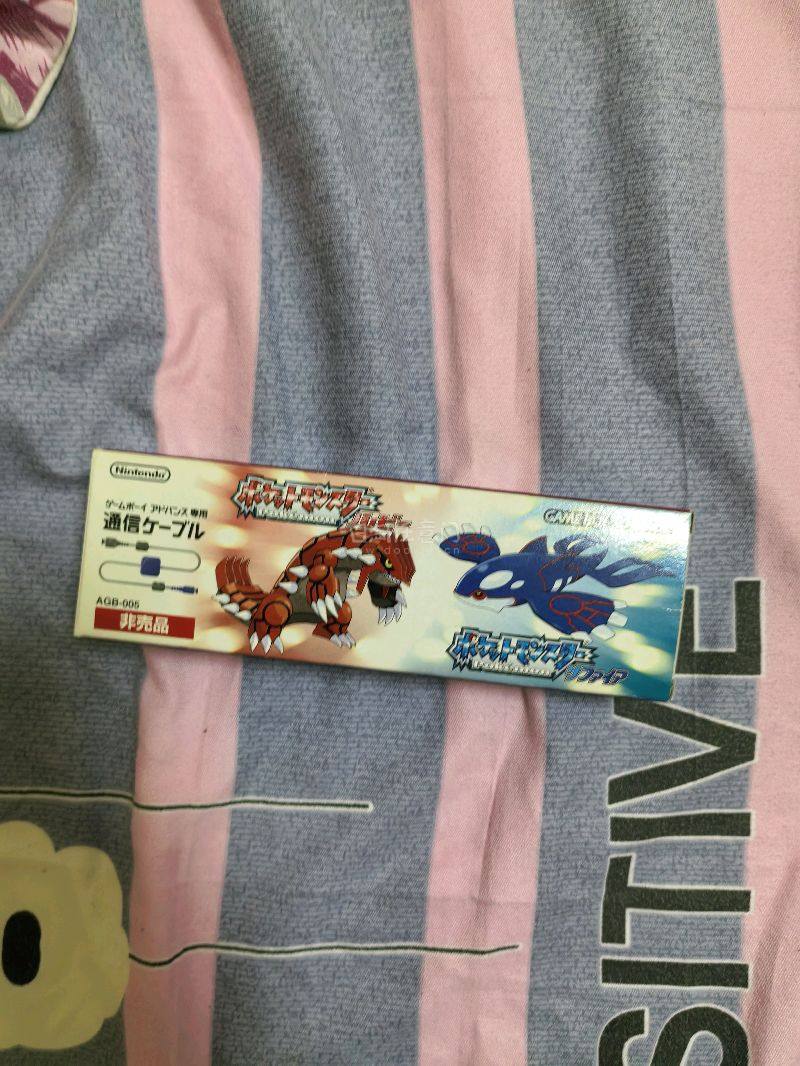 Nintendo
ゲームボーイ アドバンス専用
通信ケーブル
AGB-005
非売品
ポケットモンスター
ルビー
GAME BOY
ポケットモンスター
サファイア
SITIVE